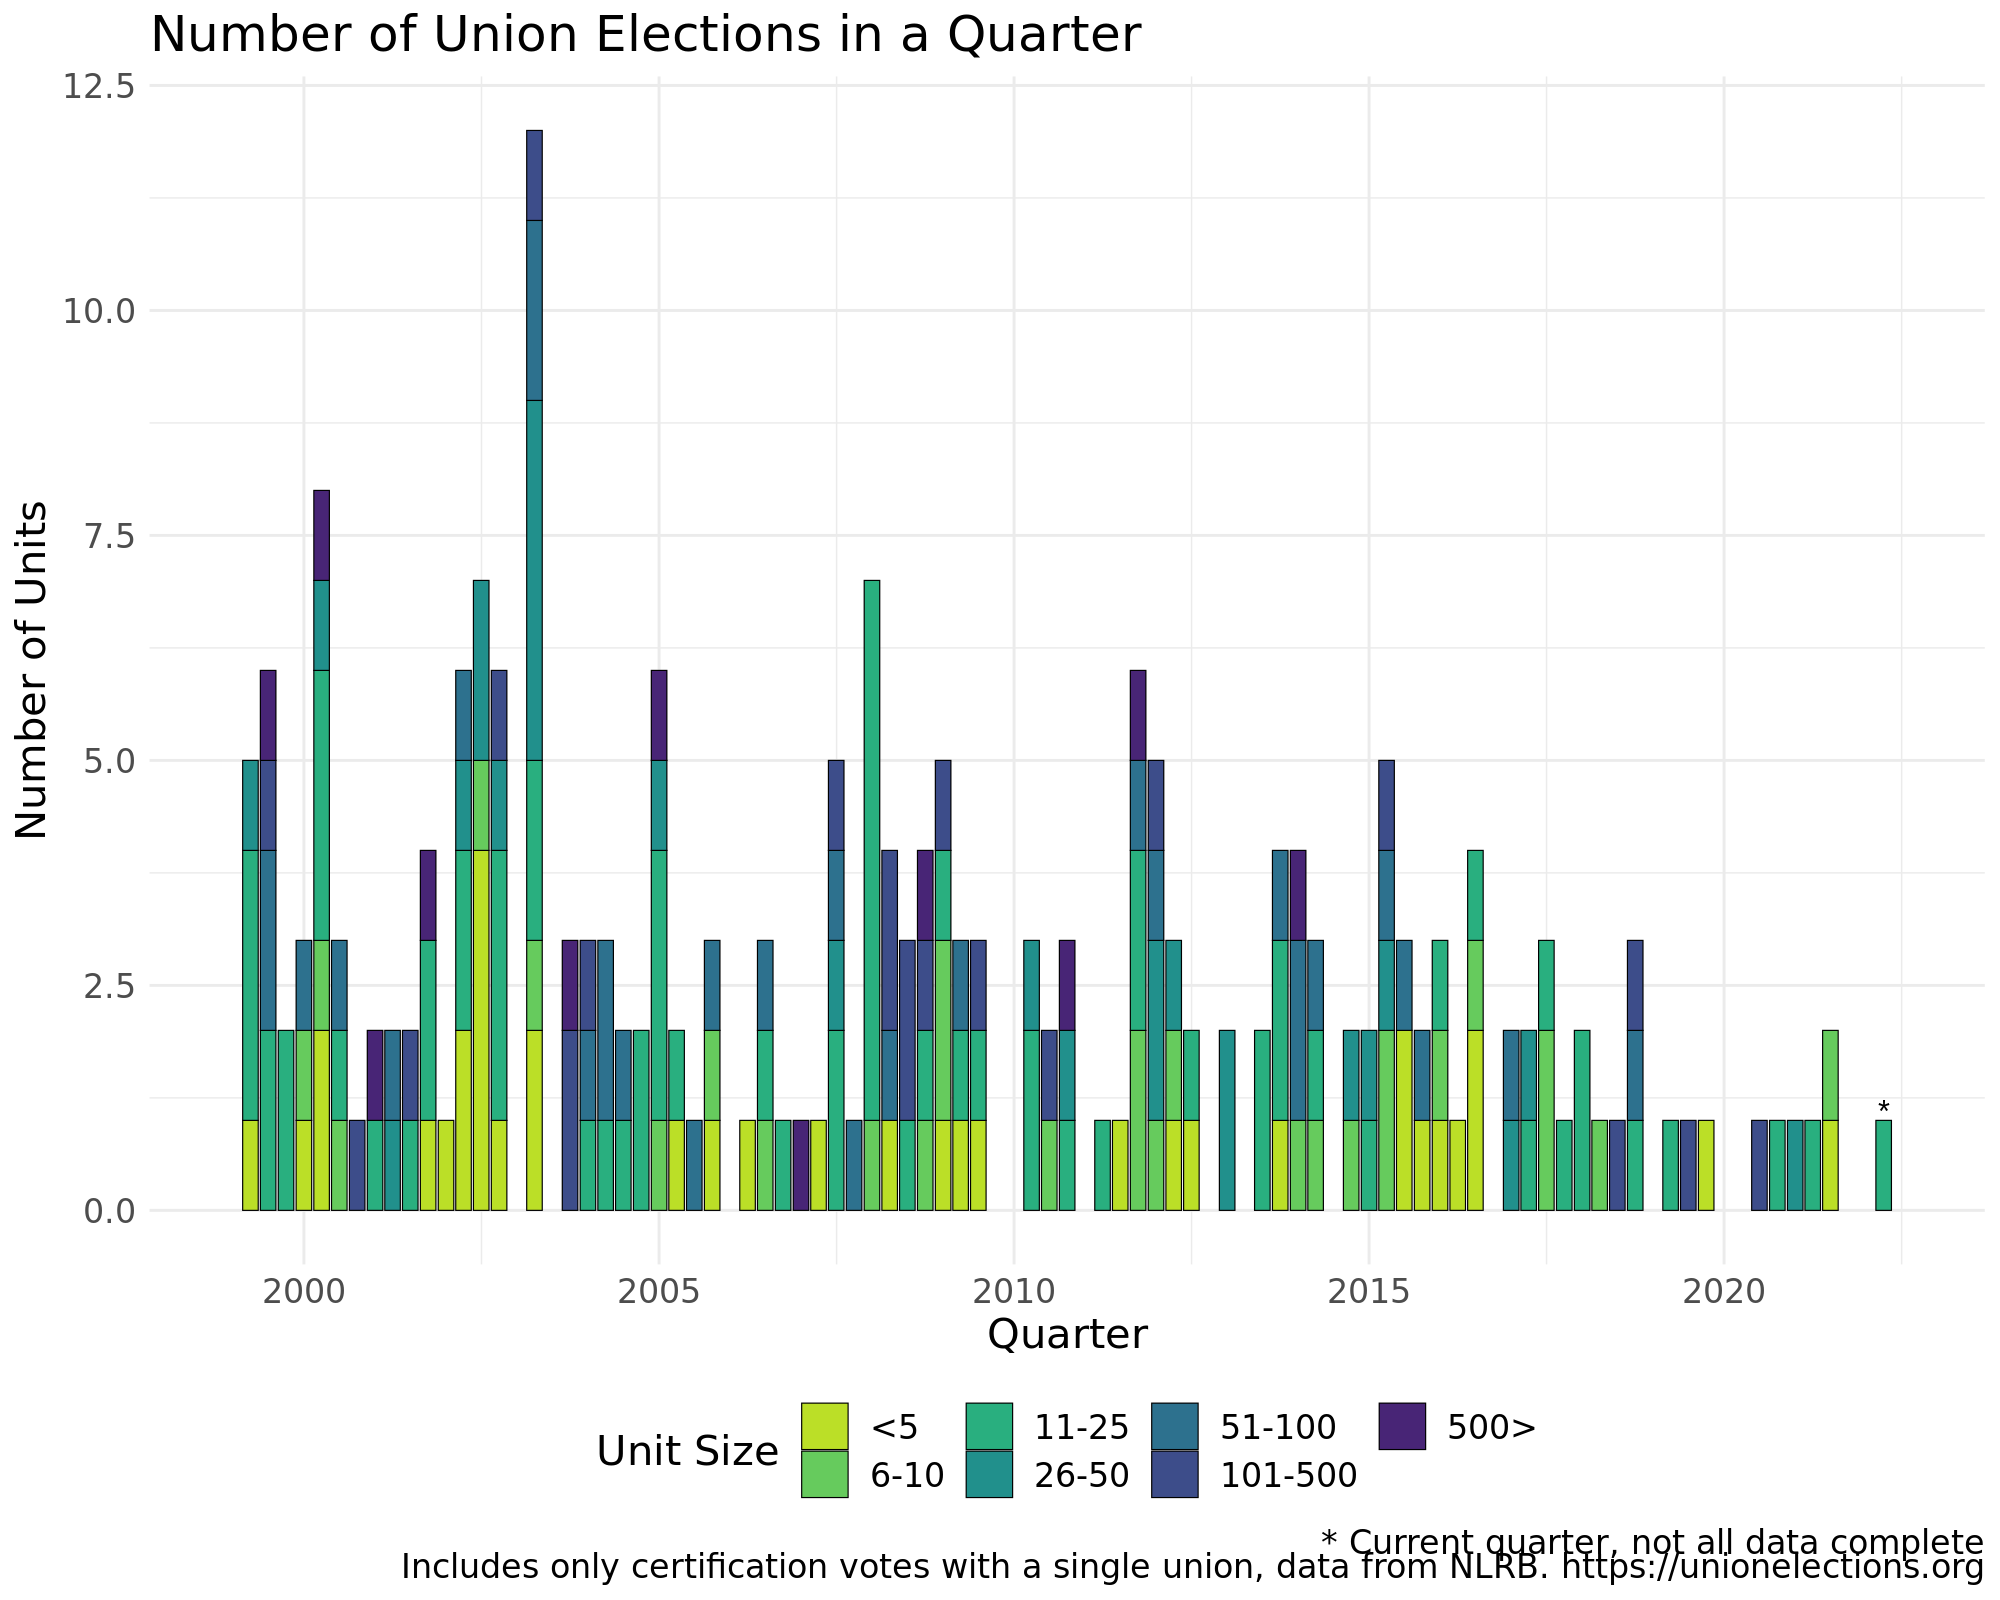 Number of Union Elections in a Quarter
12.5
10.0
7.5
5.0
2.5
0.0
Number of Units
*
2000 2005 2010 2015 2020
Quarter
Unit Size
<5 11-25 51-100 500>
6-10 26-50 101-500
* Current quarter, not all data complete
Includes only certification votes with a single union, data from NLRB. https://unionelections.org